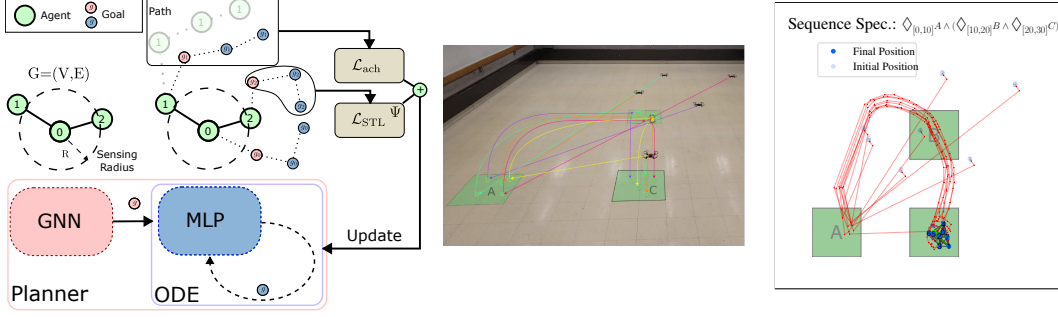 Agent
g
g
Goal
Path
1
1
1
G=(V,E)
1
2
0
R
Sensing
Radius
1
2
0
L_ach
L_STL Ψ
+
GNN
g
MLP
g
Update
Planner
ODE
A
C
Sequence Spec.: ◊[0,10]A ∧ (◊[10,20]B ∧ ◊[20,30]C)
Final Position
Initial Position
A